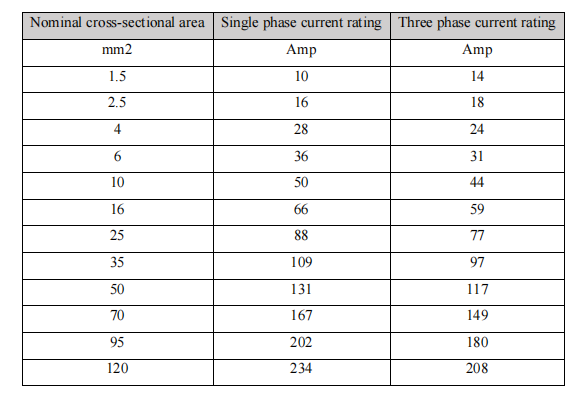 Nominal cross-sectional area Single phase current rating Three phase current rating
mm2 Amp Amp
1.5 10 14
2.5 16 18
4 28 24
6 36 31
10 50 44
16 66 59
25 88 77
35 109 97
50 131 117
70 167 149
95 202 180
120 234 208